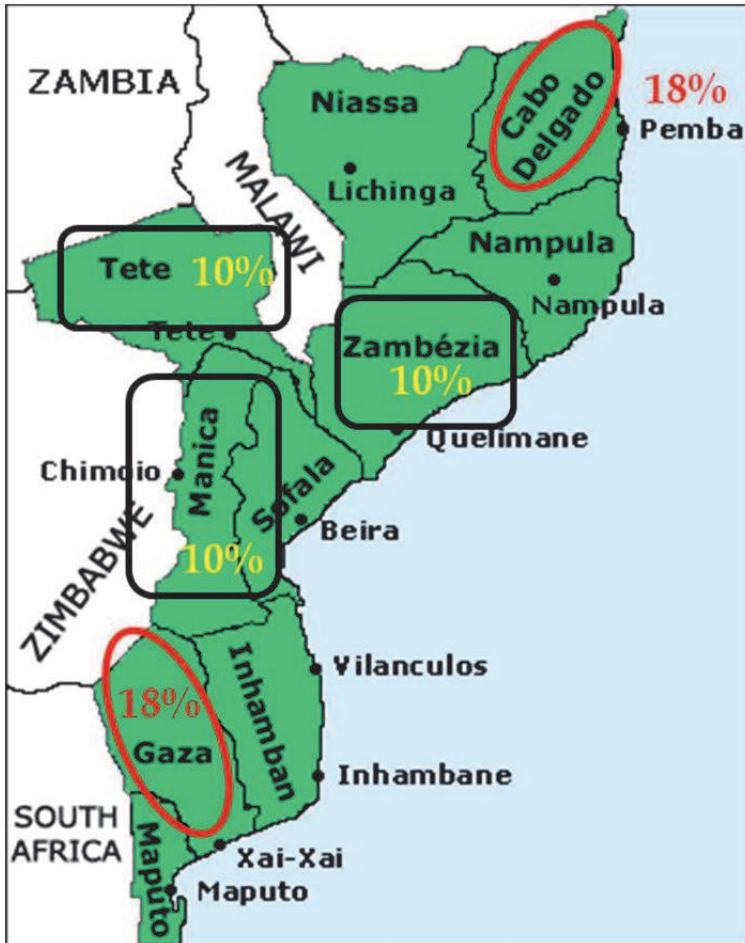 ZAMBIA
Niassa
Cabo
Delgado
18%
Pemba
MALAWI
Lichinga
Nampula
Nampula
Tete
10%
Tete
Zambézia
10%
Quelimane
Manica
Chimoio
Sofala
Beira
10%
ZIMBABWE
Inhamban
Vilanculos
18%
Gaza
Inhambane
SOUTH
AFRICA
Maputo
Xai-Xai
Maputo